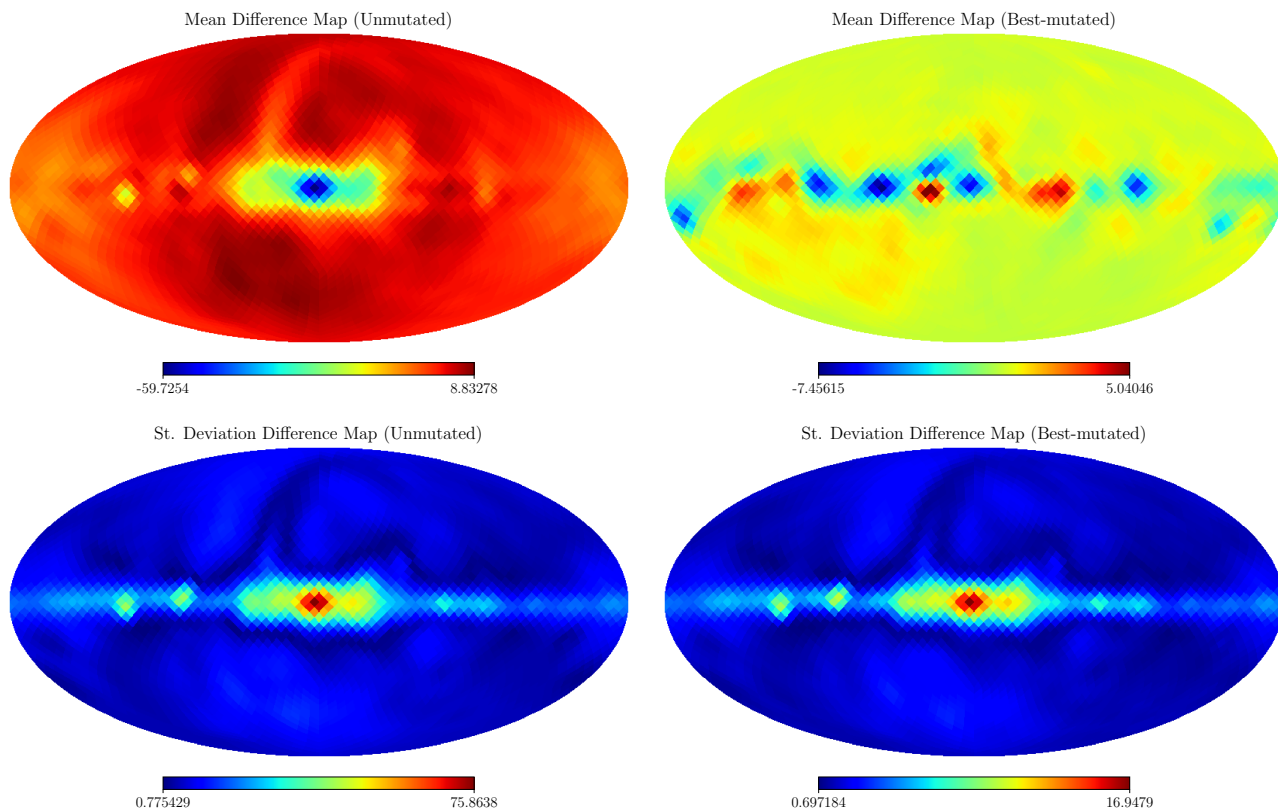 Mean Difference Map (Unmutated)
Mean Difference Map (Best-mutated)
-59.7254
8.83278
-7.45615
5.04046
St. Deviation Difference Map (Unmutated)
St. Deviation Difference Map (Best-mutated)
0.775429
75.8638
0.697184
16.9479